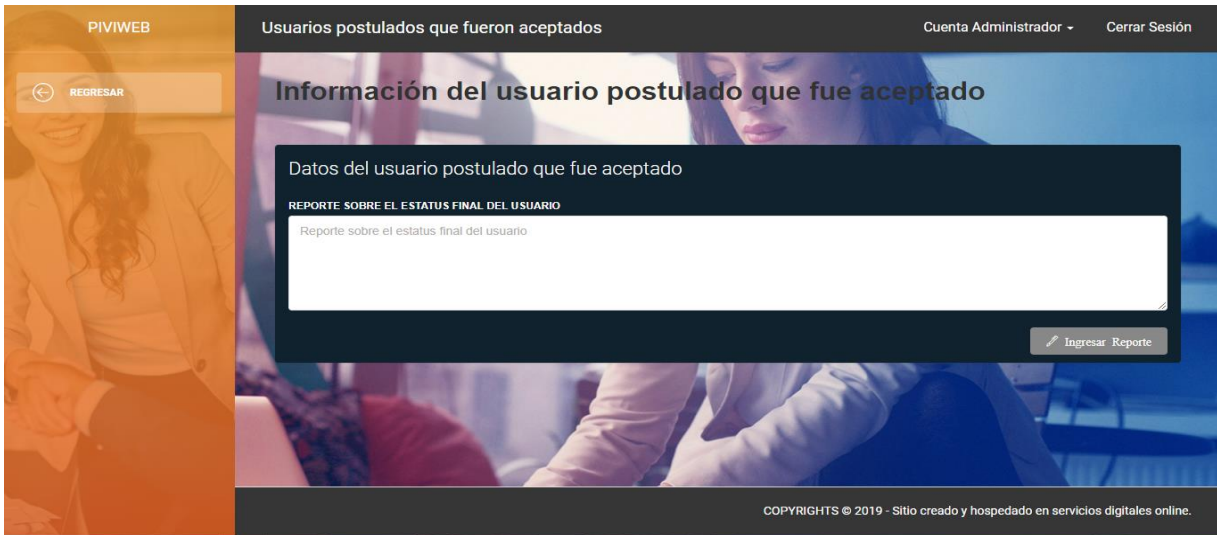 PIVIWEB
Usuarios postulados que fueron aceptados
Cuenta Administrador
Cerrar Sesión
REGRESAR
Información del usuario postulado que fue aceptado
Datos del usuario postulado que fue aceptado
REPORTE SOBRE EL ESTATUS FINAL DEL USUARIO
Reporte sobre el estatus final del usuario
Ingresar Reporte
COPYRIGHTS © 2019 - Sitio creado y hospedado en servicios digitales online.